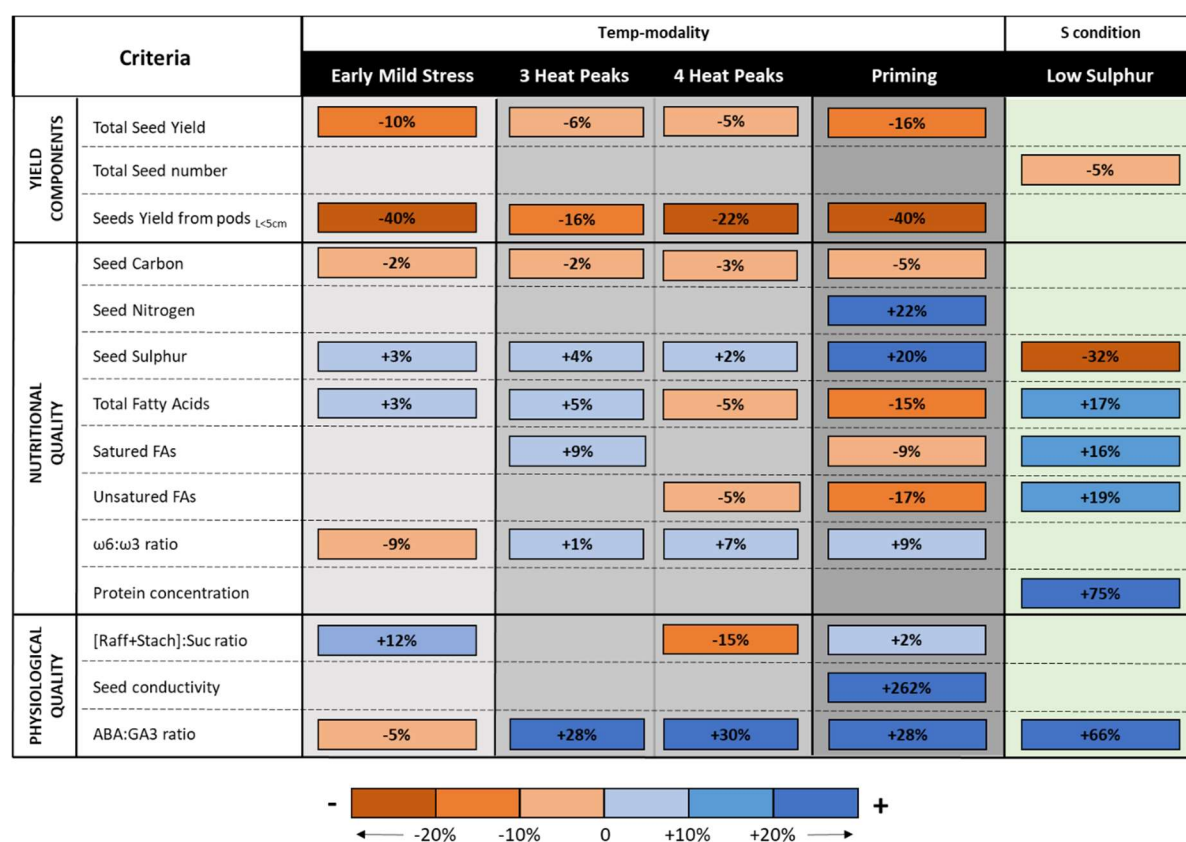 Criteria
Temp-modality
S condition
Early Mild Stress 3 Heat Peaks 4 Heat Peaks Priming Low Sulphur
YIELD
COMPONENTS
Total Seed Yield -10% -6% -5% -16%
Total Seed number -5%
Seeds Yield from pods L<5cm -40% -16% -22% -40%
NUTRITIONAL
QUALITY
Seed Carbon -2% -2% -3% -5%
Seed Nitrogen +22%
Seed Sulphur +3% +4% +2% +20% -32%
Total Fatty Acids +3% +5% -5% -15% +17%
Satured FAs +9% -9% +16%
Unsatured FAs -5% -17% +19%
ω6:ω3 ratio -9% +1% +7% +9%
Protein concentration +75%
PHYSIOLOGICAL
QUALITY
[Raff+Stach]:Suc ratio +12% -15% +2%
Seed conductivity +262%
ABA:GA3 ratio -5% +28% +30% +28% +66%
- +
-20% -10% 0 +10% +20%